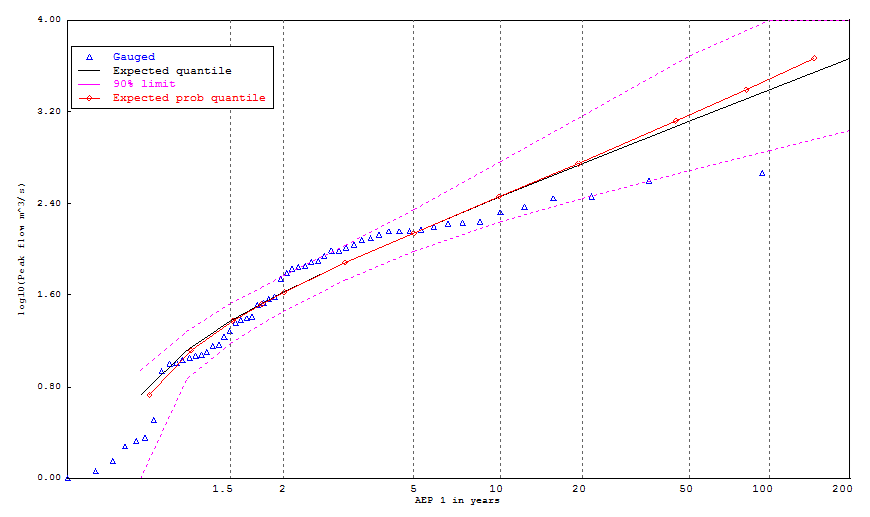 4.00
Gauged
Expected quantile
90% limit
Expected prob quantile
3.20
2.40
log10(Peak flow m^3/s)
1.60
0.80
0.00
1.5 2 5 10 20 50 100 200
AEP 1 in years